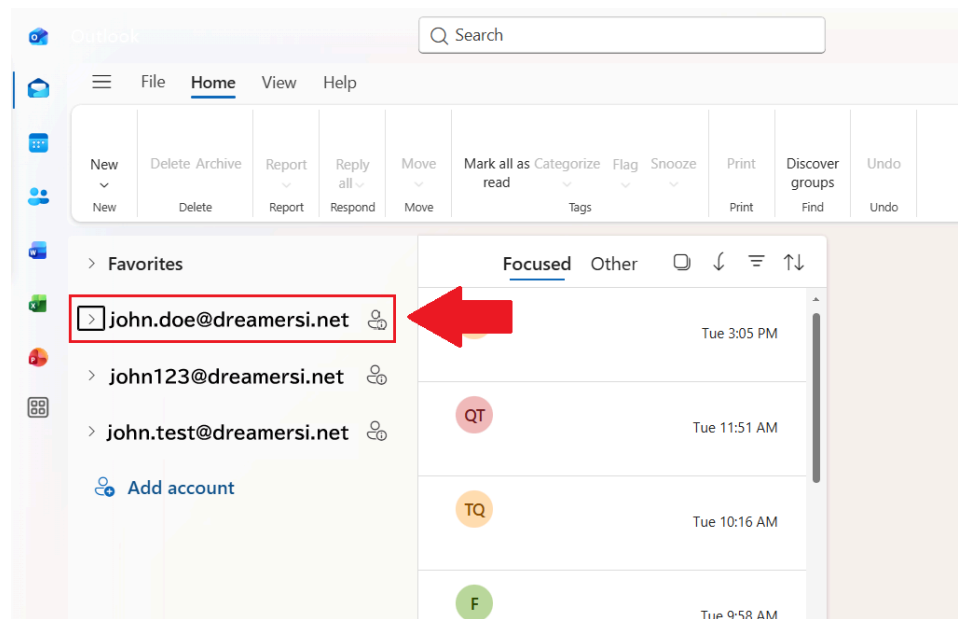 Outlook
Search
File Home View Help
New Delete Archive Report Reply all Move Mark all as read Categorize Flag Snooze Print Discover groups Undo
New Delete Report Respond Move Tags Print Find Undo
Favorites
john.doe@dreamersi.net
john123@dreamersi.net
john.test@dreamersi.net
Add account
Focused Other
Tue 3:05 PM
QT
Tue 11:51 AM
TQ
Tue 10:16 AM
F
Tue 9:58 AM